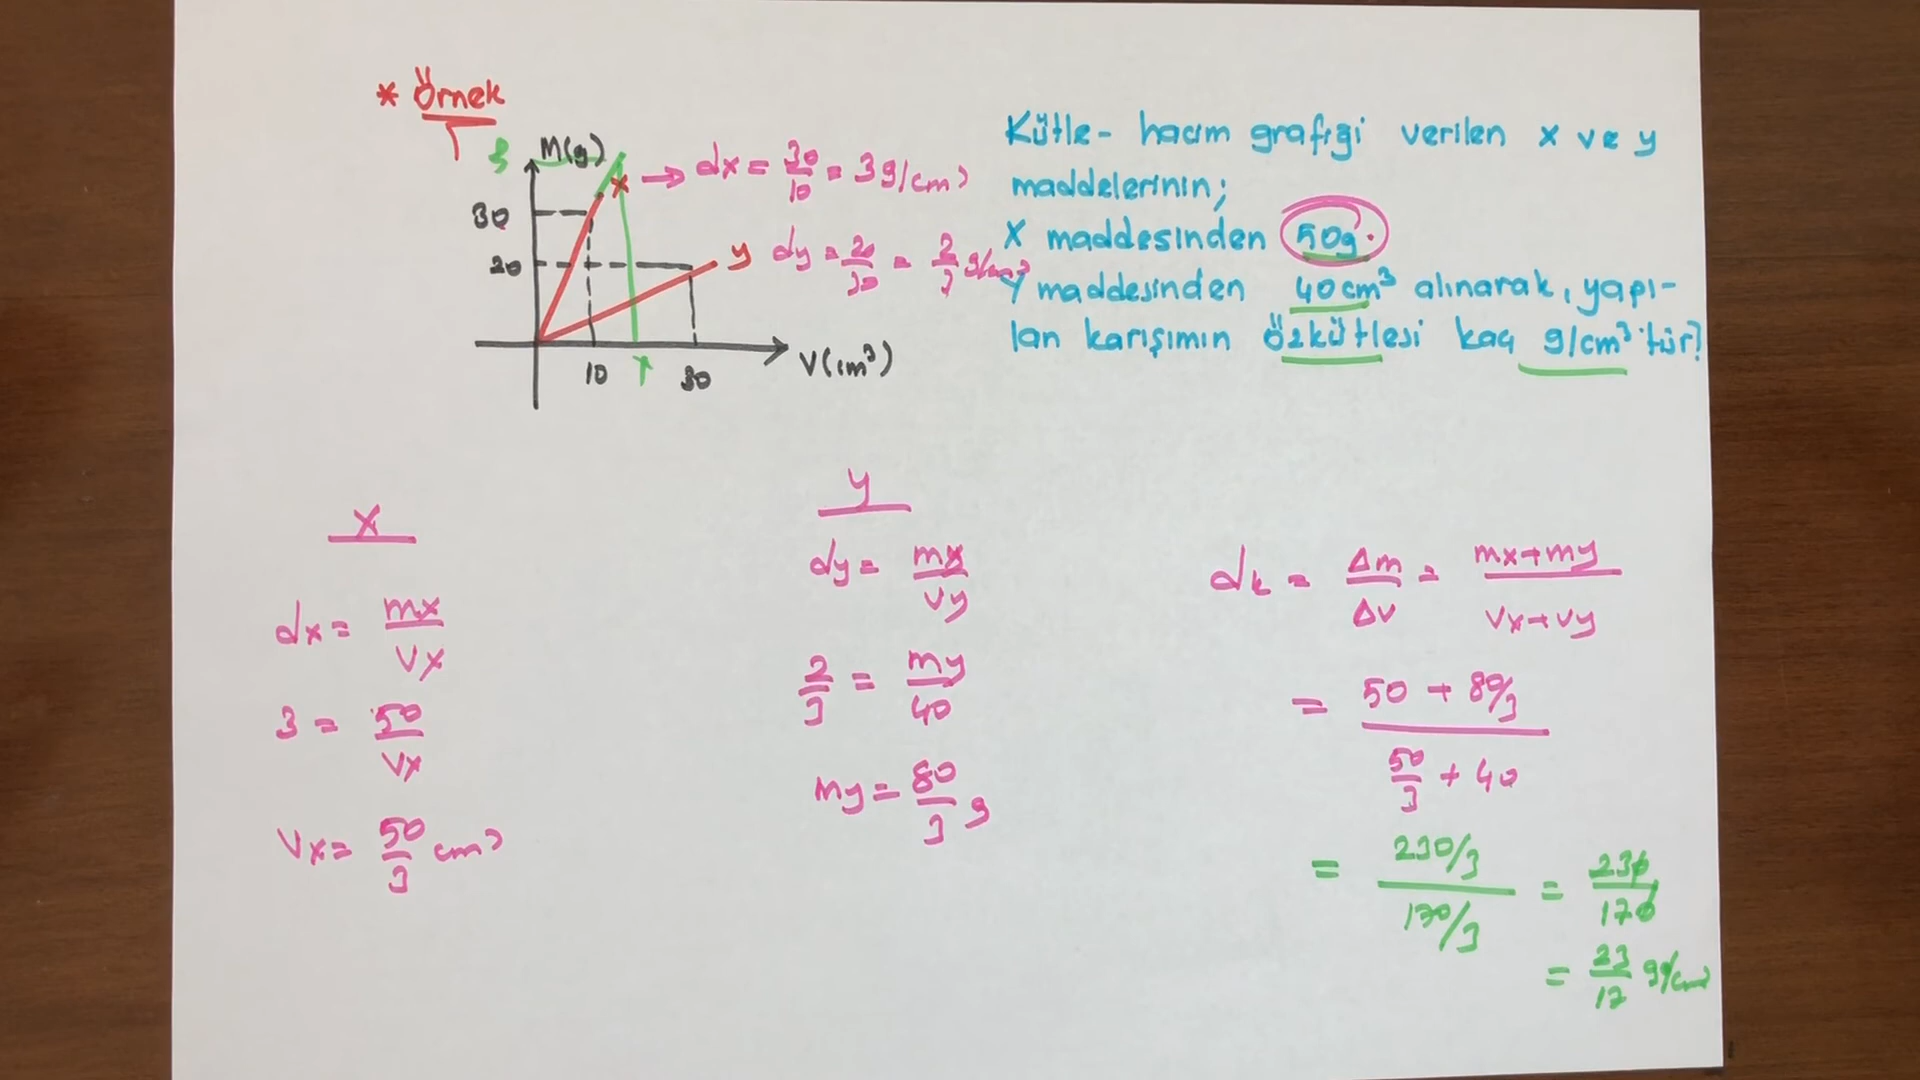 * Örnek
M(g)
30
20
10
30
V(cm³)
x → dx = 30/10 = 3g/cm³
y dy = 20/30 = 2/3 g/cm³
Kütle - hacim grafiği verilen x ve y
maddelerinin;
X maddesinden 50g.
Y maddesinden 40cm³ alınarak, yapı-
lan karışımın özkütlesi kaç g/cm³'tür?
X
dx = mx/Vx
3 = 50/Vx
Vx = 50/3 cm³
y
dy = mx/Vy
2/3 = my/40
my = 80/3 g
dk = Δm/Δv = mx+my/Vx+Vy
= 50 + 80/3 / 50/3 + 40
= 230/3 / 170/3 = 230/170
= 23/17 g/cm³